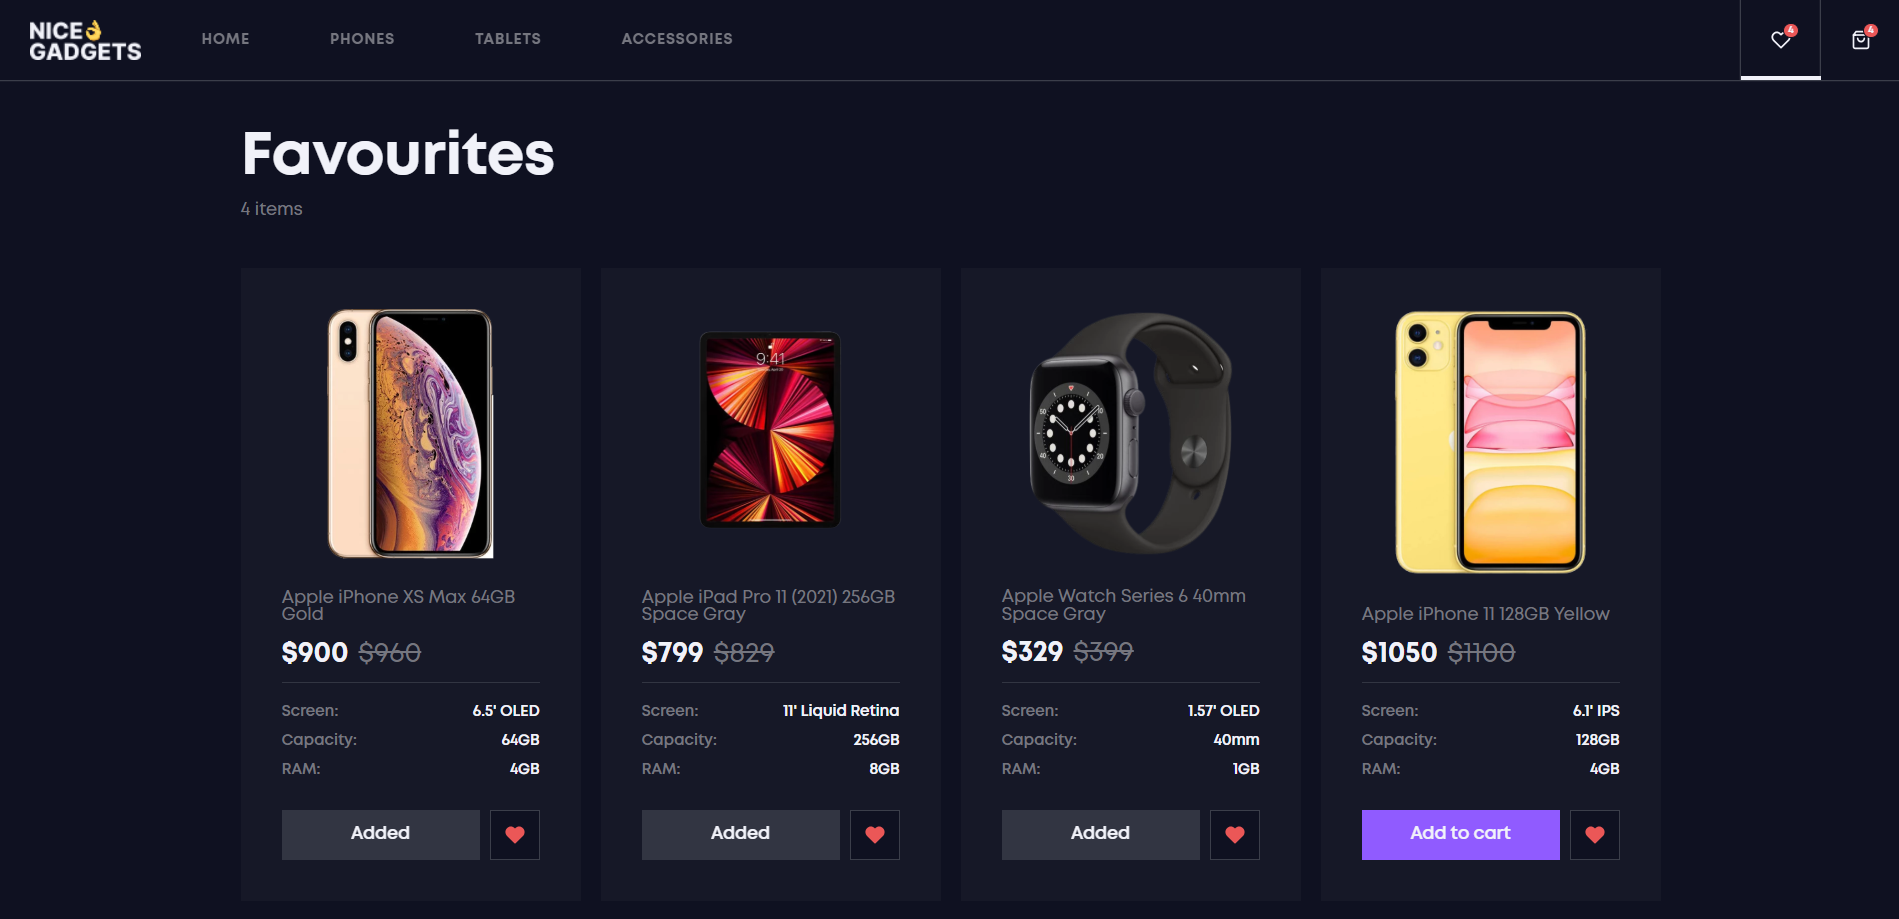 NICE👌
GADGETS
HOME
PHONES
TABLETS
ACCESSORIES
4
4
Favourites
4 items
9:41
Apple iPhone XS Max 64GB
Gold
$900 $960
Screen: 6.5' OLED
Capacity: 64GB
RAM: 4GB
Added
Apple iPad Pro 11 (2021) 256GB
Space Gray
$799 $829
Screen: 11' Liquid Retina
Capacity: 256GB
RAM: 8GB
Added
Apple Watch Series 6 40mm
Space Gray
$329 $399
Screen: 1.57' OLED
Capacity: 40mm
RAM: 1GB
Added
Apple iPhone 11 128GB Yellow
$1050 $1100
Screen: 6.1' IPS
Capacity: 128GB
RAM: 4GB
Add to cart